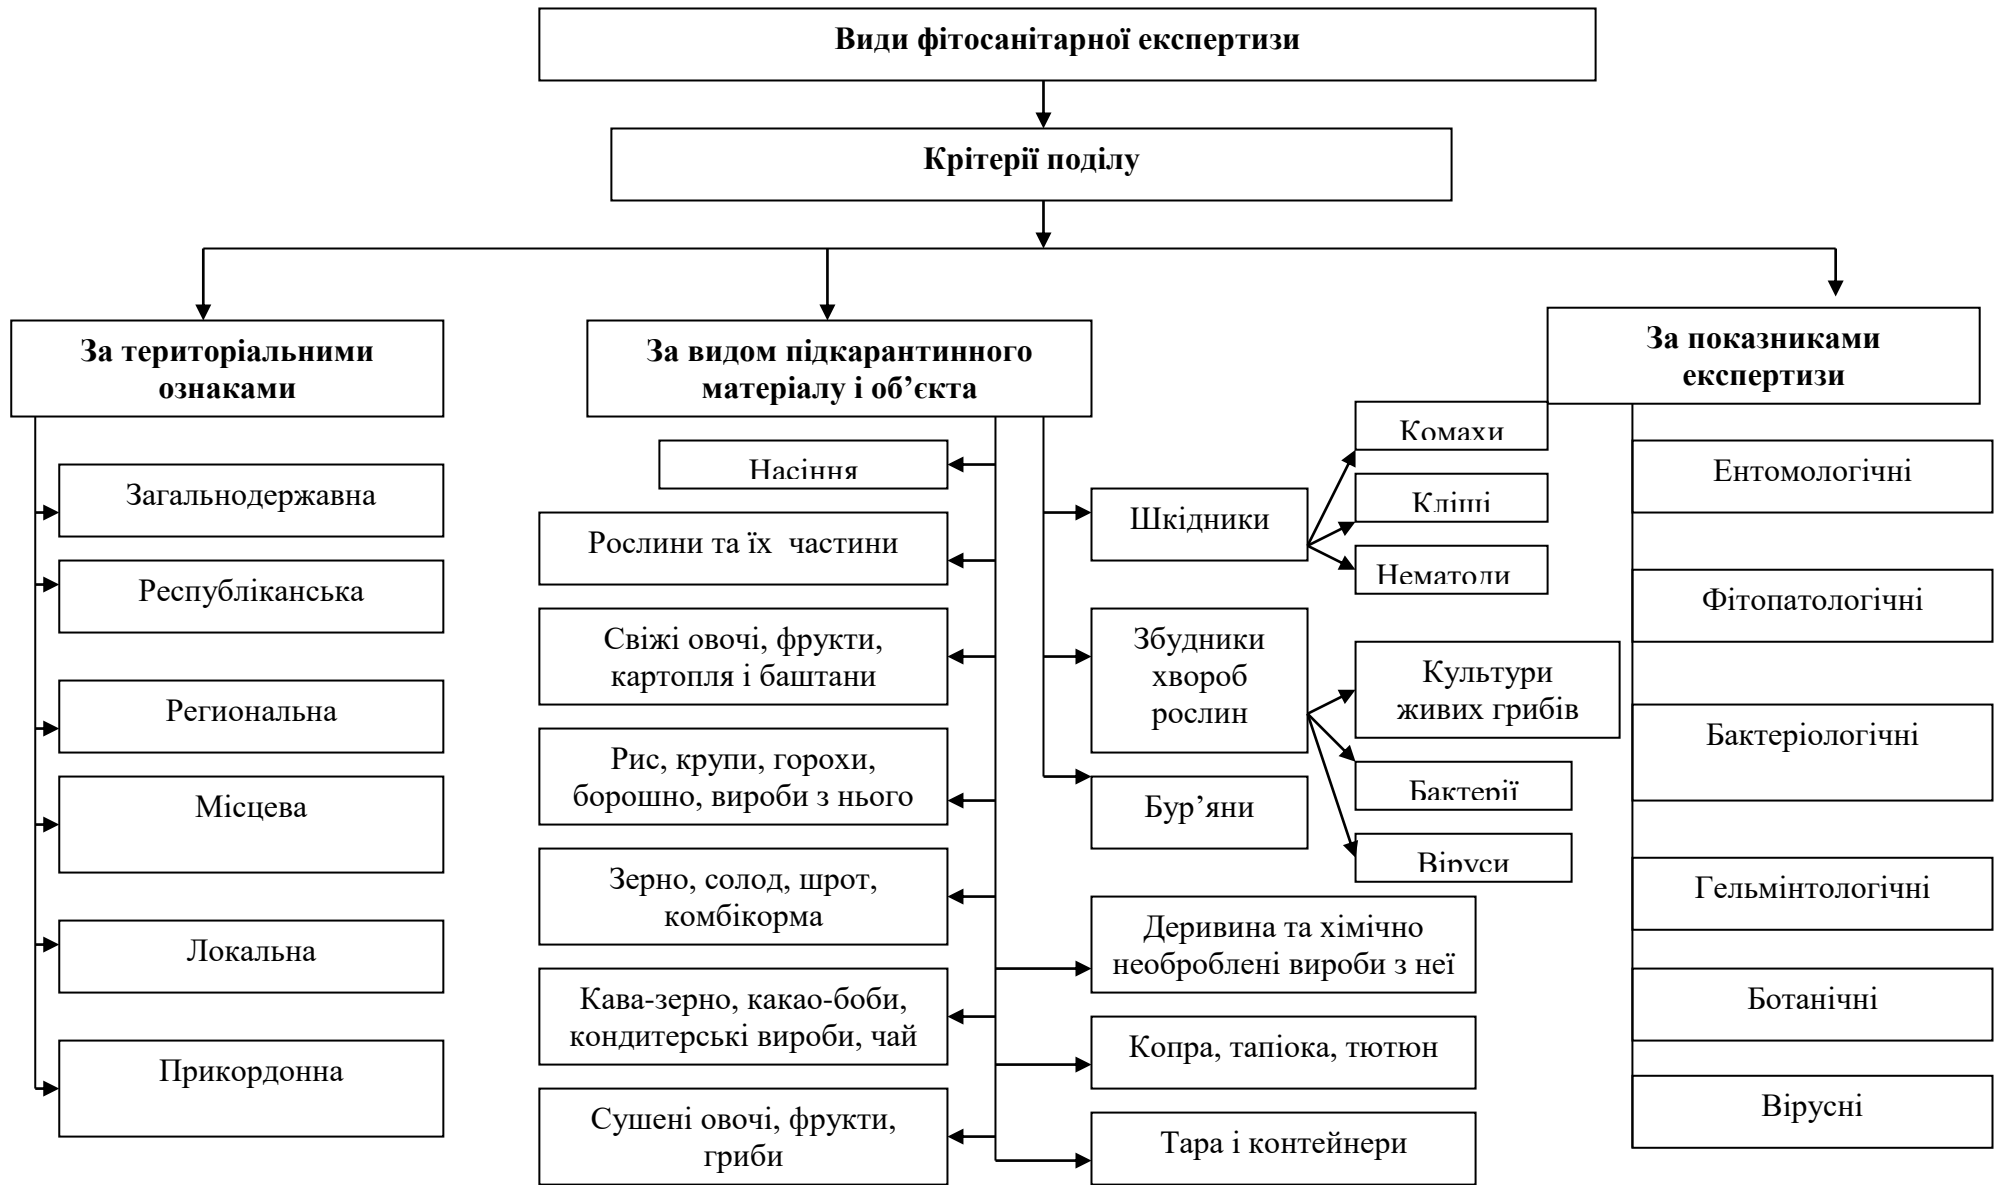 Види фітосанітарної експертизи
Крітерії поділу
За територіальними
ознаками
Загальнодержавна
Республіканська
Региональна
Місцева
Локальна
Прикордонна
За видом підкарантинного
матеріалу і об’єкта
Насіння
Рослини та їх частини
Свіжі овочі, фрукти,
картопля і баштани
Рис, крупи, горохи,
борошно, вироби з нього
Зерно, солод, шрот,
комбікорма
Кава-зерно, какао-боби,
кондитерські вироби, чай
Сушені овочі, фрукти,
гриби
Шкідники
Комахи
Кліщі
Нематоди
Збудники
хвороб
рослин
Культури
живих грибів
Бактерії
Віруси
Бур’яни
Деривина та хімічно
необроблені вироби з неї
Копра, тапіока, тютюн
Тара і контейнери
За показниками
експертизи
Ентомологічні
Фітопатологічні
Бактеріологічні
Гельмінтологічні
Ботанічні
Вірусні